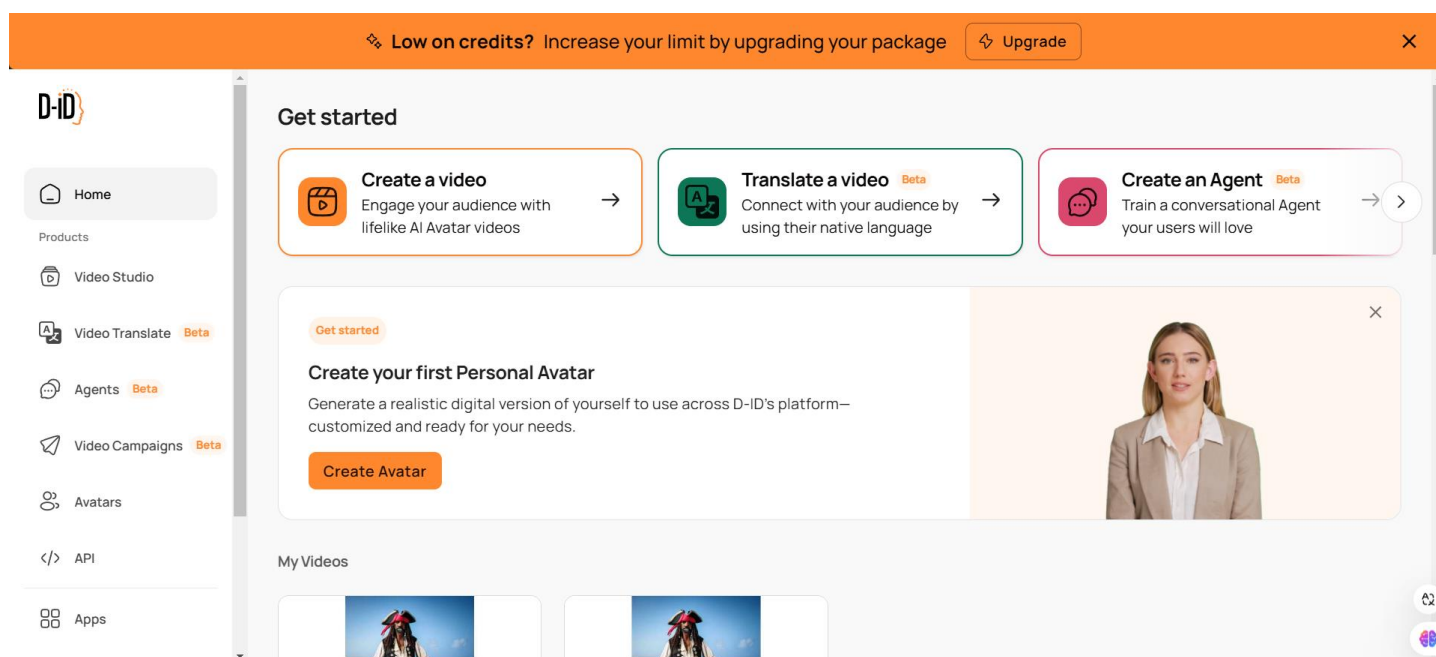 Low on credits? Increase your limit by upgrading your package Upgrade
D-iD
Home
Products
Video Studio
Video Translate Beta
Agents Beta
Video Campaigns Beta
Avatars
API
Apps
Get started
Create a video
Engage your audience with
lifelike AI Avatar videos
Translate a video Beta
Connect with your audience by
using their native language
Create an Agent Beta
Train a conversational Agent
your users will love
Get started
Create your first Personal Avatar
Generate a realistic digital version of yourself to use across D-ID's platform—
customized and ready for your needs.
Create Avatar
My Videos